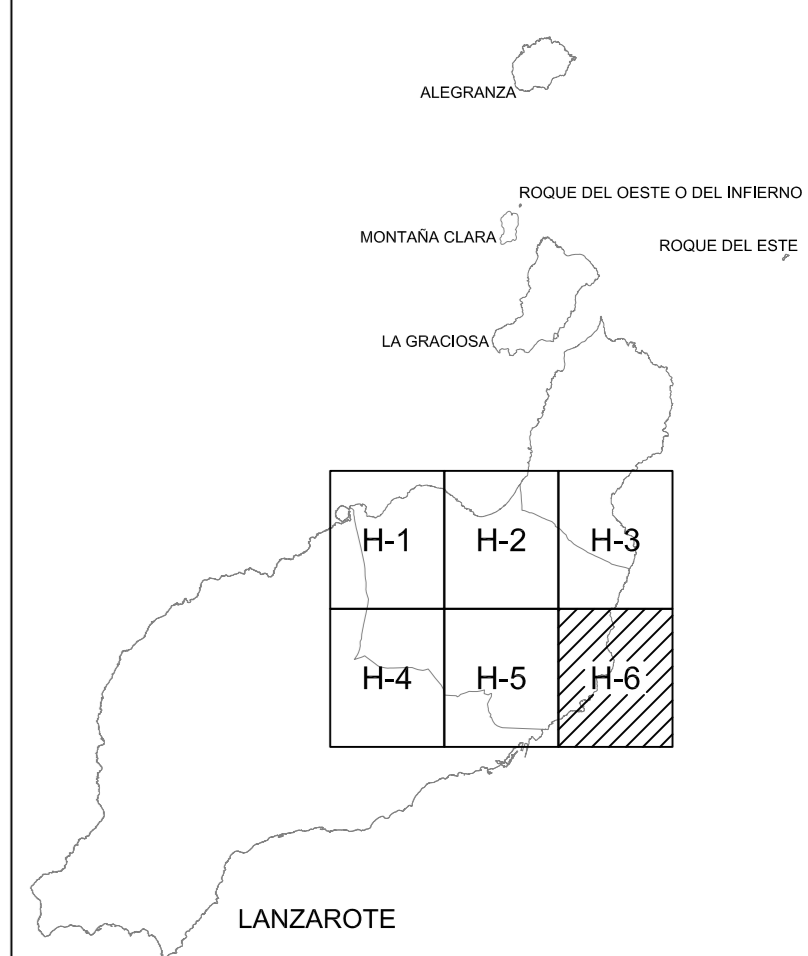 ALEGRANZA
ROQUE DEL OESTE O DEL INFIERNO
MONTAÑA CLARA
ROQUE DEL ESTE
LA GRACIOSA
H-1 H-2 H-3
H-4 H-5 H-6
LANZAROTE